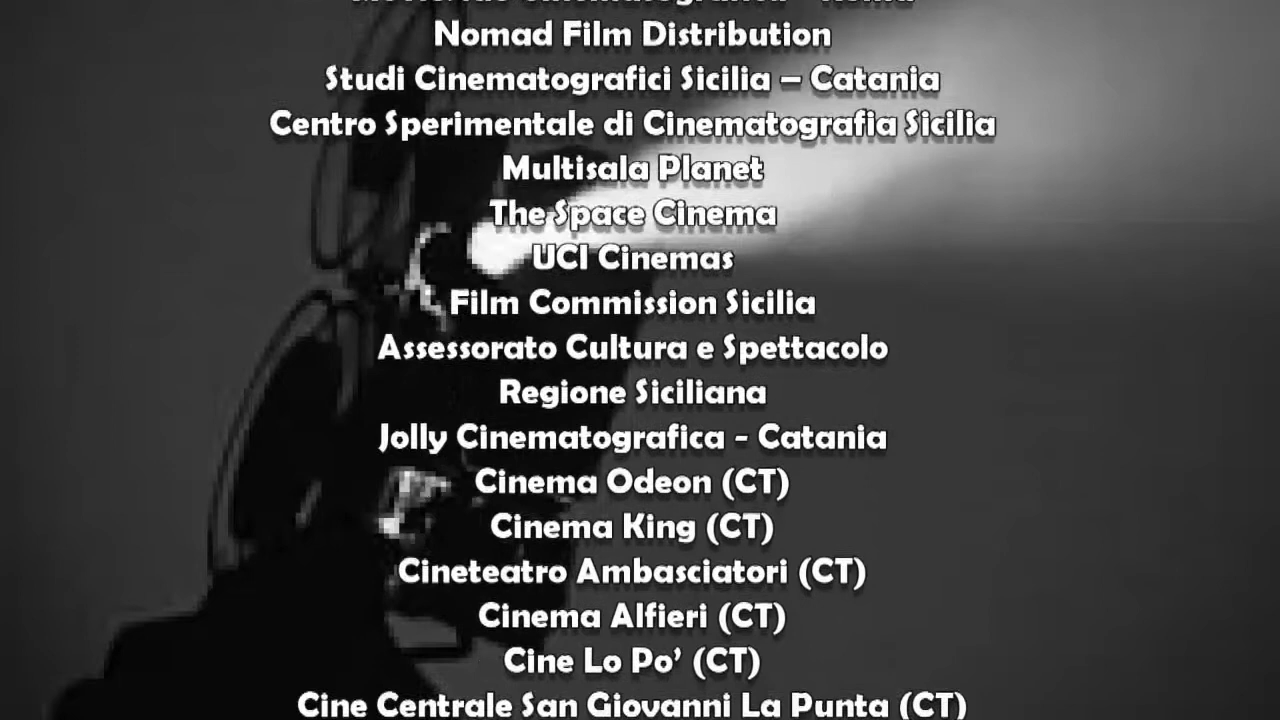 Nomad Film Distribution
Studi Cinematografici Sicilia – Catania
Centro Sperimentale di Cinematografia Sicilia
Multisala Planet
The Space Cinema
UCI Cinemas
Film Commission Sicilia
Assessorato Cultura e Spettacolo
Regione Siciliana
Jolly Cinematografica - Catania
Cinema Odeon (CT)
Cinema King (CT)
Cineteatro Ambasciatori (CT)
Cinema Alfieri (CT)
Cine Lo Po’ (CT)
Cine Centrale San Giovanni La Punta (CT)